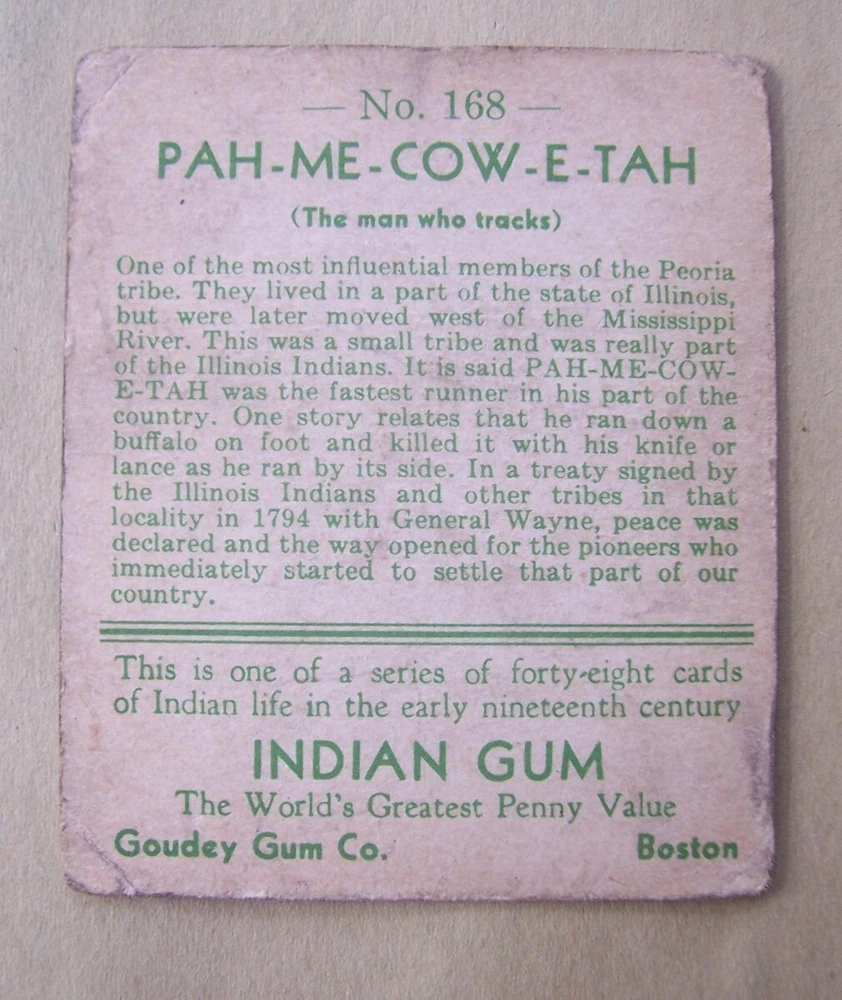 — No. 168 —
PAH-ME-COW-E-TAH
(The man who tracks)
One of the most influential members of the Peoria
tribe. They lived in a part of the state of Illinois,
but were later moved west of the Mississippi
River. This was a small tribe and was really part
of the Illinois Indians. It is said PAH-ME-COW-
E-TAH was the fastest runner in his part of the
country. One story relates that he ran down a
buffalo on foot and killed it with his knife or
lance as he ran by its side. In a treaty signed by
the Illinois Indians and other tribes in that
locality in 1794 with General Wayne, peace was
declared and the way opened for the pioneers who
immediately started to settle that part of our
country.
This is one of a series of forty-eight cards
of Indian life in the early nineteenth century
INDIAN GUM
The World's Greatest Penny Value
Goudey Gum Co. Boston